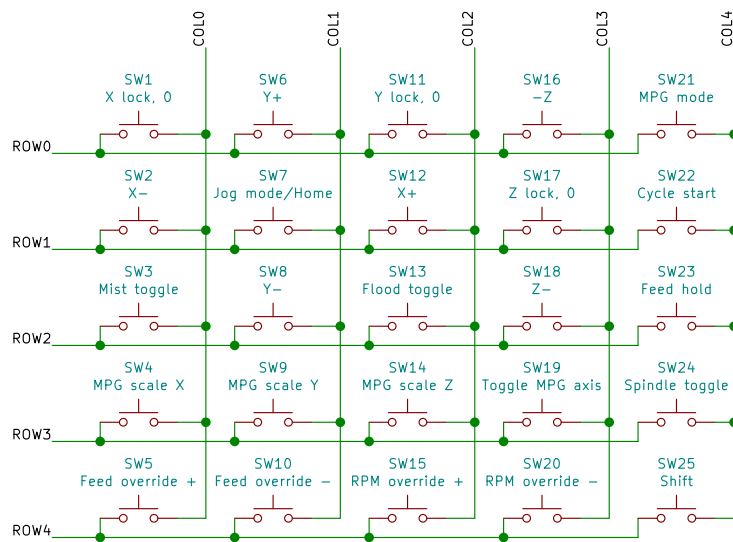 COL0
COL1
COL2
COL3
COL4
SW1
X lock, 0
SW6
Y+
SW11
Y lock, 0
SW16
-Z
SW21
MPG mode
ROW0
SW2
X-
SW7
Jog mode/Home
SW12
X+
SW17
Z lock, 0
SW22
Cycle start
ROW1
SW3
Mist toggle
SW8
Y-
SW13
Flood toggle
SW18
Z-
SW23
Feed hold
ROW2
SW4
MPG scale X
SW9
MPG scale Y
SW14
MPG scale Z
SW19
Toggle MPG axis
SW24
Spindle toggle
ROW3
SW5
Feed override +
SW10
Feed override -
SW15
RPM override +
SW20
RPM override -
SW25
Shift
ROW4